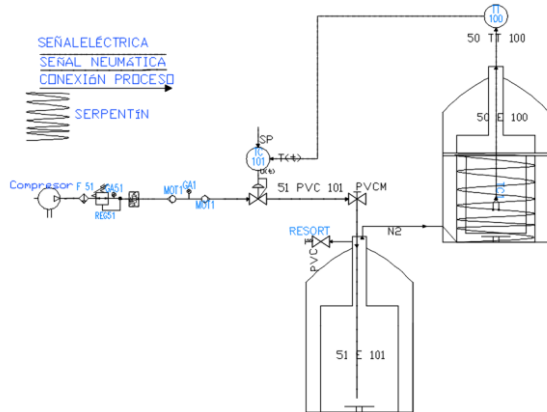 TT
100
50 TT 100
SEÑALELÉCTRICA
SEÑAL NEUMÁTICA
CONEXIÓN PROCESO
SERPENTÍN
50 E 100
SP
TC
101
T(t)
U(t)
Compresor
F 51
GA51
REG51
MOT1
GA1
MOT1
51 PVC 101
PVCM
RESORT
PVC
N2
51 E 101